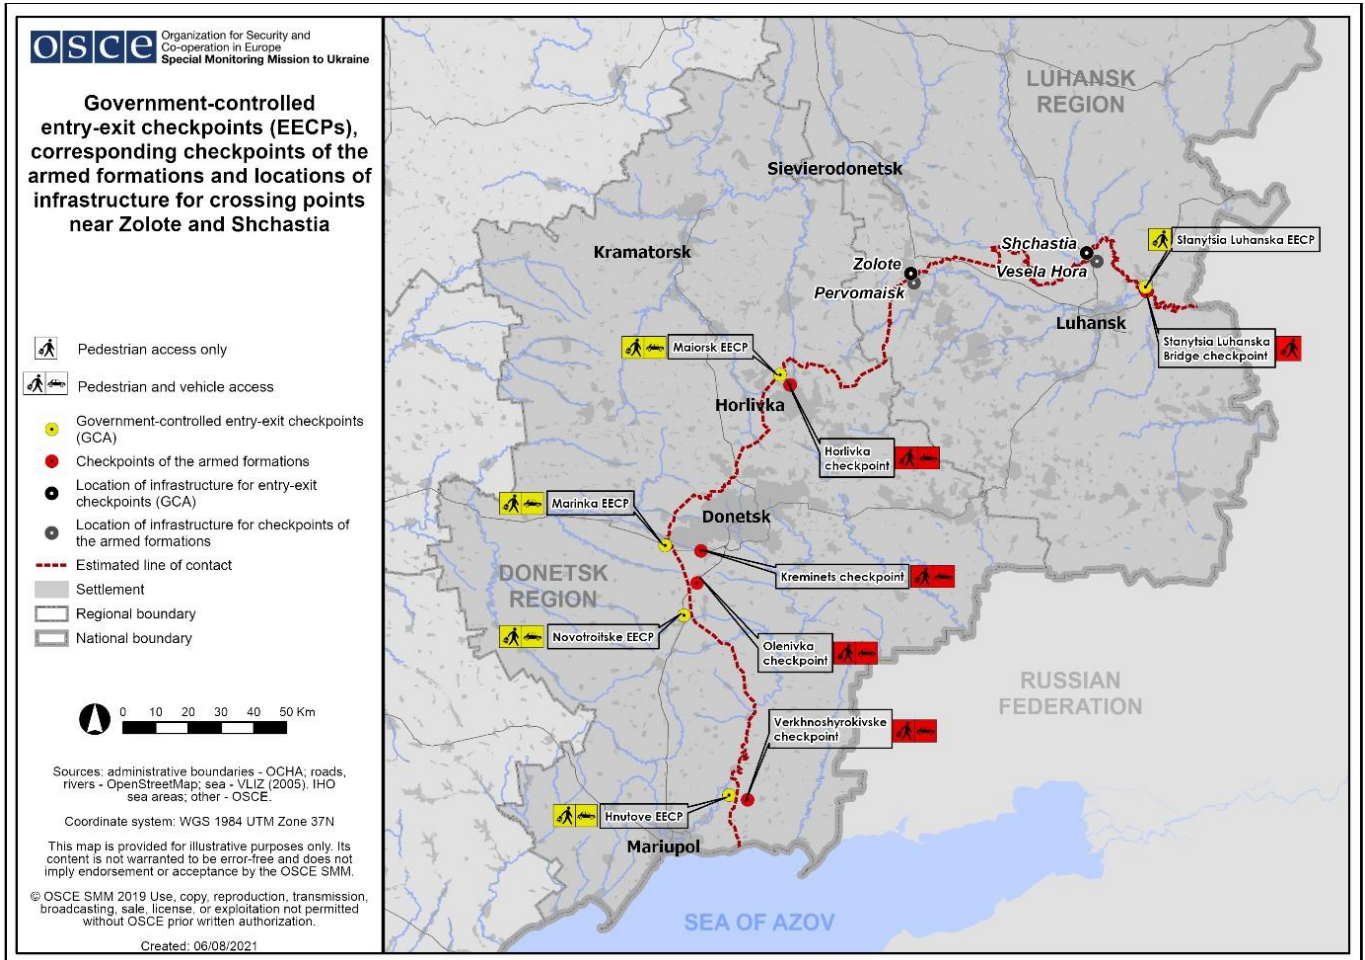 osce
Organization for Security and
Co-operation in Europe
Special Monitoring Mission to Ukraine
Government-controlled
entry-exit checkpoints (EECPs),
corresponding checkpoints of the
armed formations and locations of
infrastructure for crossing points
near Zolote and Shchastia
Pedestrian access only
Pedestrian and vehicle access
Government-controlled entry-exit checkpoints
(GCA)
Checkpoints of the armed formations
Location of infrastructure for entry-exit
checkpoints (GCA)
Location of infrastructure for checkpoints of
the armed formations
Estimated line of contact
Settlement
Regional boundary
National boundary
0 10 20 30 40 50 Km
Sources: administrative boundaries - OCHA; roads,
rivers - OpenStreetMap; sea - VLIZ (2005). IHO
sea areas; other - OSCE.
Coordinate system: WGS 1984 UTM Zone 37N
This map is provided for illustrative purposes only. Its
content is not warranted to be error-free and does not
imply endorsement or acceptance by the OSCE SMM.
© OSCE SMM 2019 Use, copy, reproduction, transmission,
broadcasting, sale, license, or exploitation not permitted
without OSCE prior written authorization.
Created: 06/08/2021
LUHANSK
REGION
Sievierodonetsk
Kramatorsk
Shchastia
Stanytsia Luhanska EECP
Zolote
Vesela Hora
Pervomaisk
Luhansk
Stanytsia Luhanska
Bridge checkpoint
Maiorsk EECP
Horlivka
Horlivka
checkpoint
Marinka EECP
Donetsk
DONETSK
REGION
Kreminets checkpoint
Novotroitske EECP
Olenivka
checkpoint
RUSSIAN
FEDERATION
Verkhnoshyrokivske
checkpoint
Hnutove EECP
Mariupol
SEA OF AZOV